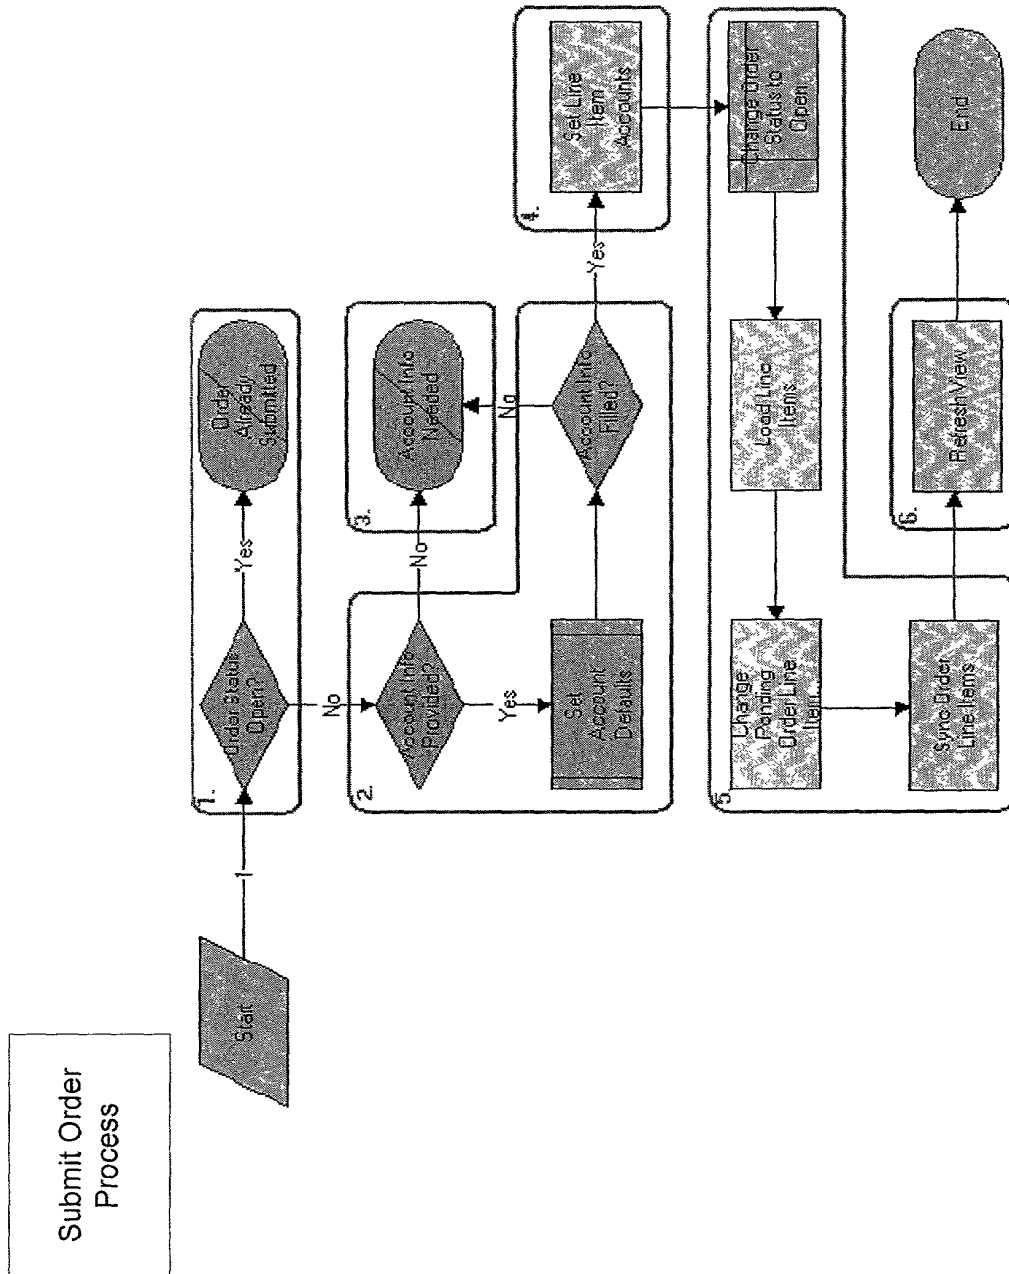 Submit Order
Process
Start
1
1.
Order Status
Open?
Yes
Order
Already
Submitted
No
2.
Account Info
Provided?
No
3.
Account Info
Needed
Yes
Set
Account
Defaults
Account Info
Filled?
No
Yes
4.
Set Line
Item
Accounts
5.
Change Order
Status to
Open
Load Line
Items
Change
Pending
Order Line
Item...
Sync Order
Line Items
6.
Refresh View
End